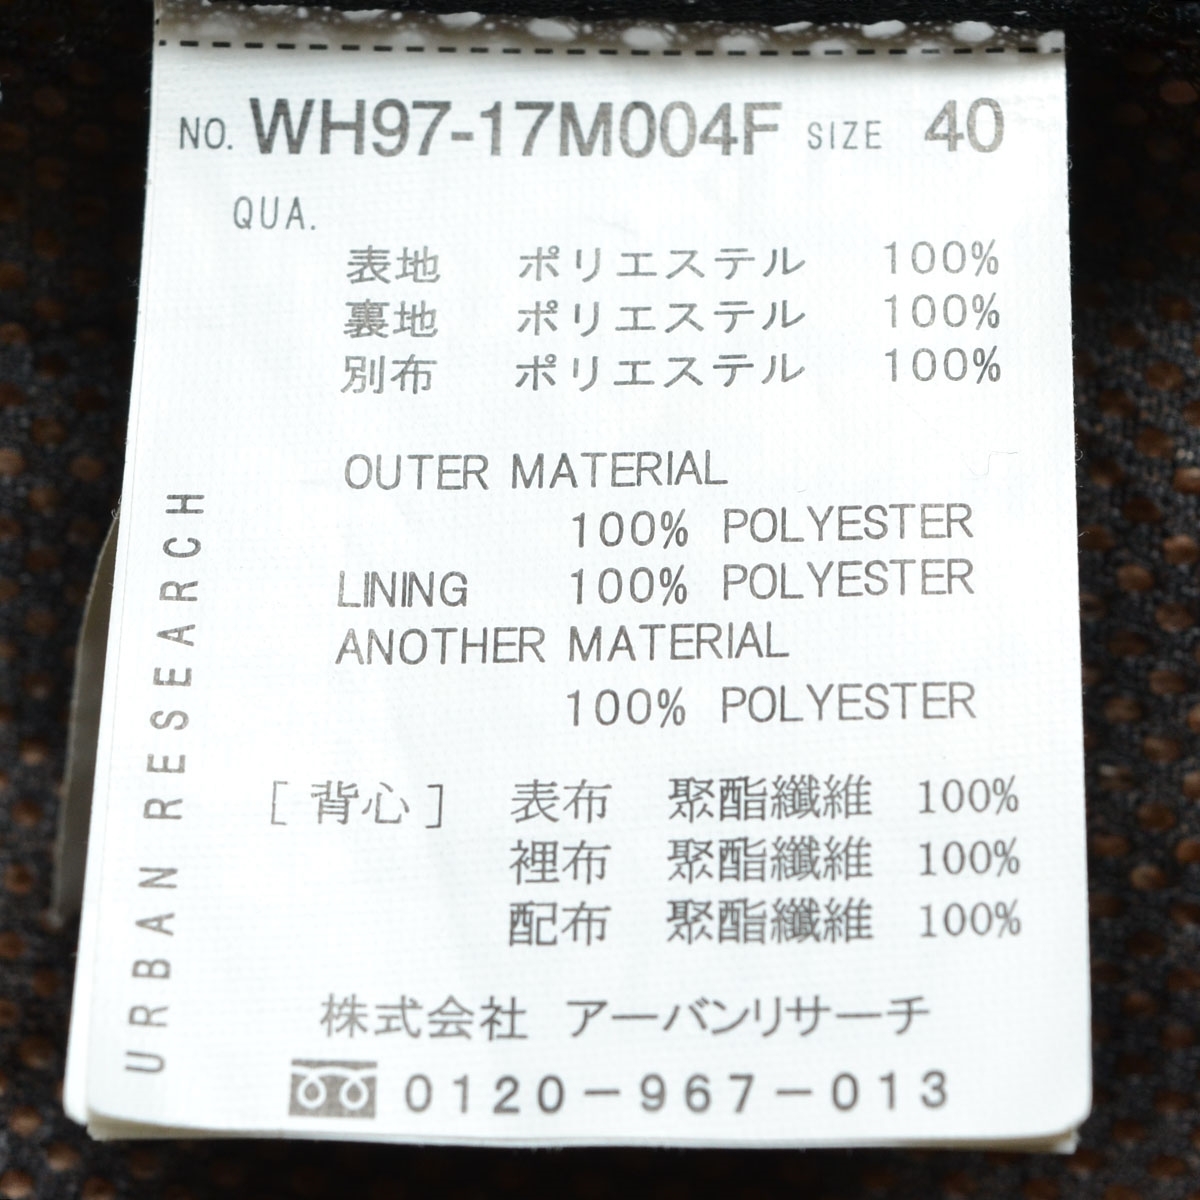 NO. WH97-17M004F SIZE 40
QUA.
表地 ポリエステル 100%
裏地 ポリエステル 100%
別布 ポリエステル 100%
OUTER MATERIAL
100% POLYESTER
LINING 100% POLYESTER
ANOTHER MATERIAL
100% POLYESTER
[背心] 表布 聚酯纖維 100%
裡布 聚酯纖維 100%
配布 聚酯纖維 100%
株式会社 アーバンリサーチ
0120-967-013
URBAN RESEARCH